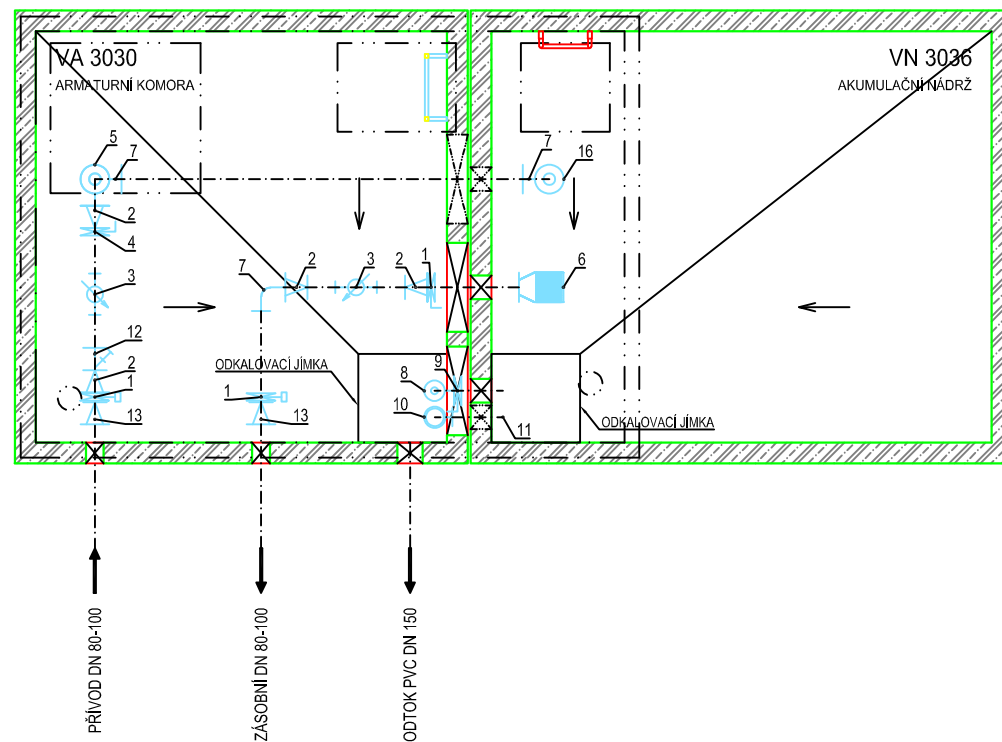 VA 3030
ARMATURNÍ KOMORA
VN 3036
AKUMULAČNÍ NÁDRŽ
5
7
7
16
2
4
3
7
2
3
2
1
6
12
2
1
13
1
13
ODKALOVACÍ JÍMKA
8
9
10
11
ODKALOVACÍ JÍMKA
PŘÍVOD DN 80-100
ZÁSOBNÍ DN 80-100
ODTOK PVC DN 150